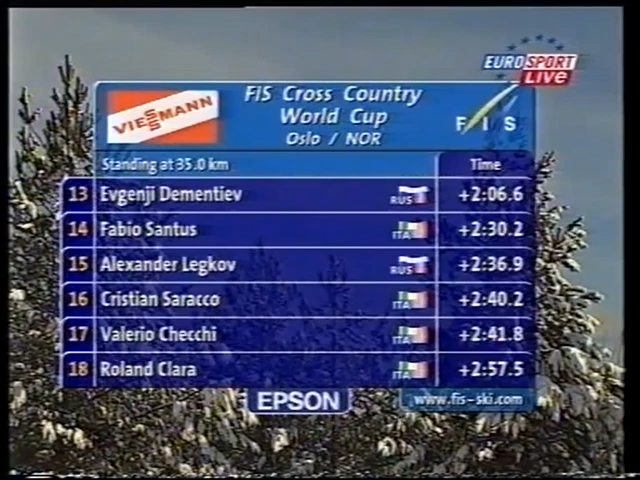 EUROSPORT
LIVE
VIESSMANN
FIS Cross Country
World Cup
Oslo / NOR
FIS
Standing at 35.0 km Time
13 Evgenji Dementiev RUS +2:06.6
14 Fabio Santus ITA +2:30.2
15 Alexander Legkov RUS +2:36.9
16 Cristian Saracco ITA +2:40.2
17 Valerio Checchi ITA +2:41.8
18 Roland Clara ITA +2:57.5
EPSON
www.fis-ski.com